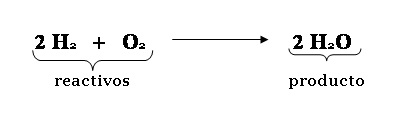 2 H₂ + O₂ ⟶ 2 H₂O
reactivos producto